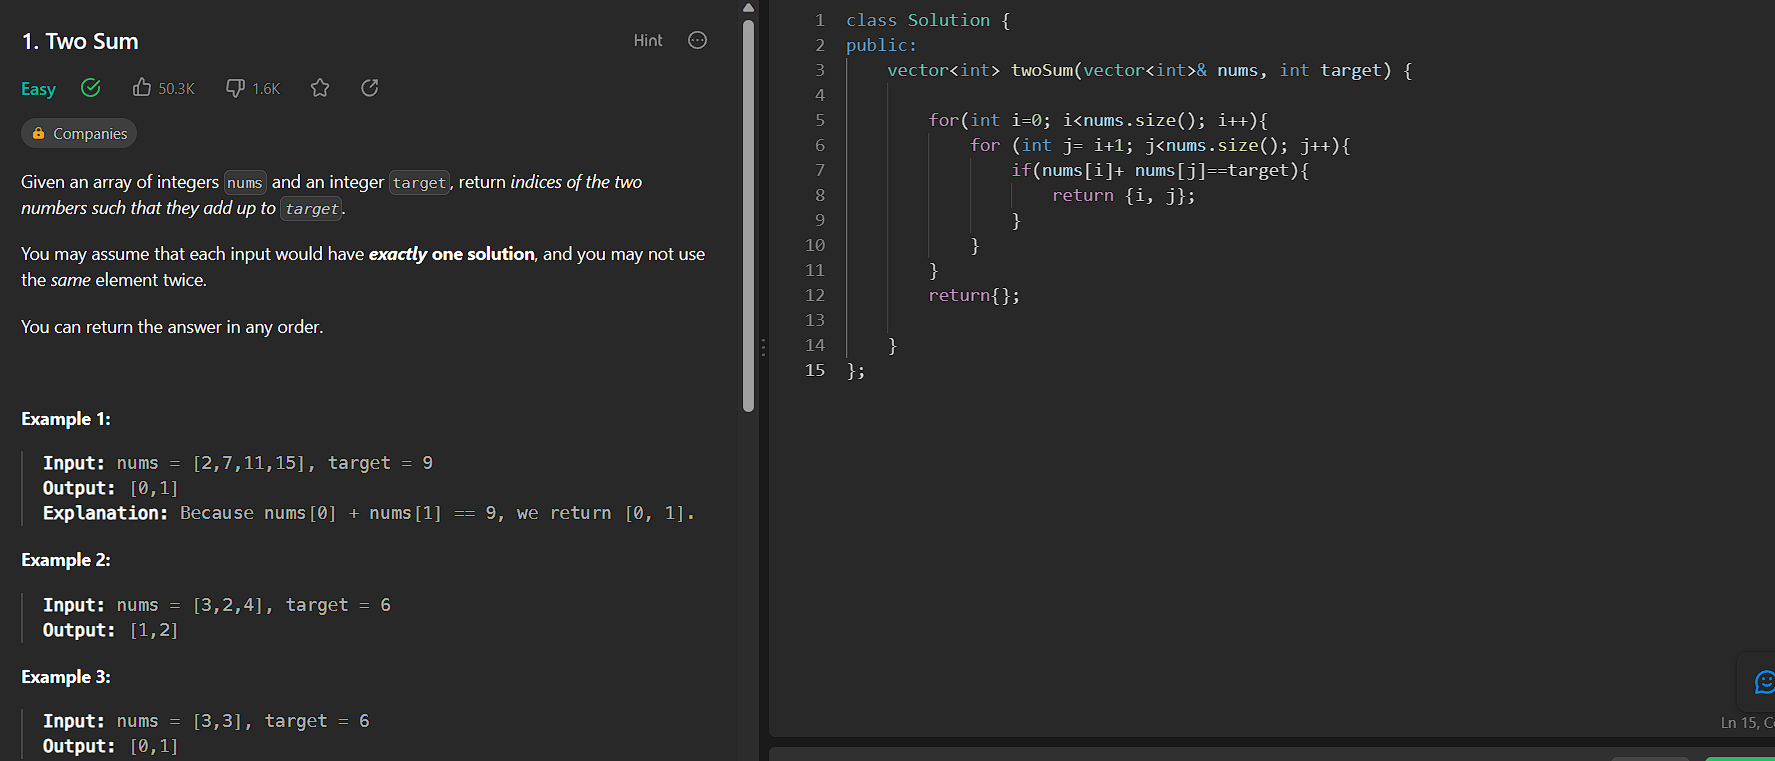 1. Two Sum
Hint
Easy
50.3K
1.6K
Companies
Given an array of integers nums and an integer target, return indices of the two
numbers such that they add up to target.
You may assume that each input would have exactly one solution, and you may not use
the same element twice.
You can return the answer in any order.
Example 1:
Input: nums = [2,7,11,15], target = 9
Output: [0,1]
Explanation: Because nums[0] + nums[1] == 9, we return [0, 1].
Example 2:
Input: nums = [3,2,4], target = 6
Output: [1,2]
Example 3:
Input: nums = [3,3], target = 6
Output: [0,1]
1 class Solution {
2 public:
3     vector<int> twoSum(vector<int>& nums, int target) {
4
5         for(int i=0; i<nums.size(); i++){
6             for (int j= i+1; j<nums.size(); j++){
7                 if(nums[i]+ nums[j]==target){
8                     return {i, j};
9                 }
10             }
11         }
12         return{};
13
14     }
15 };
Ln 15,